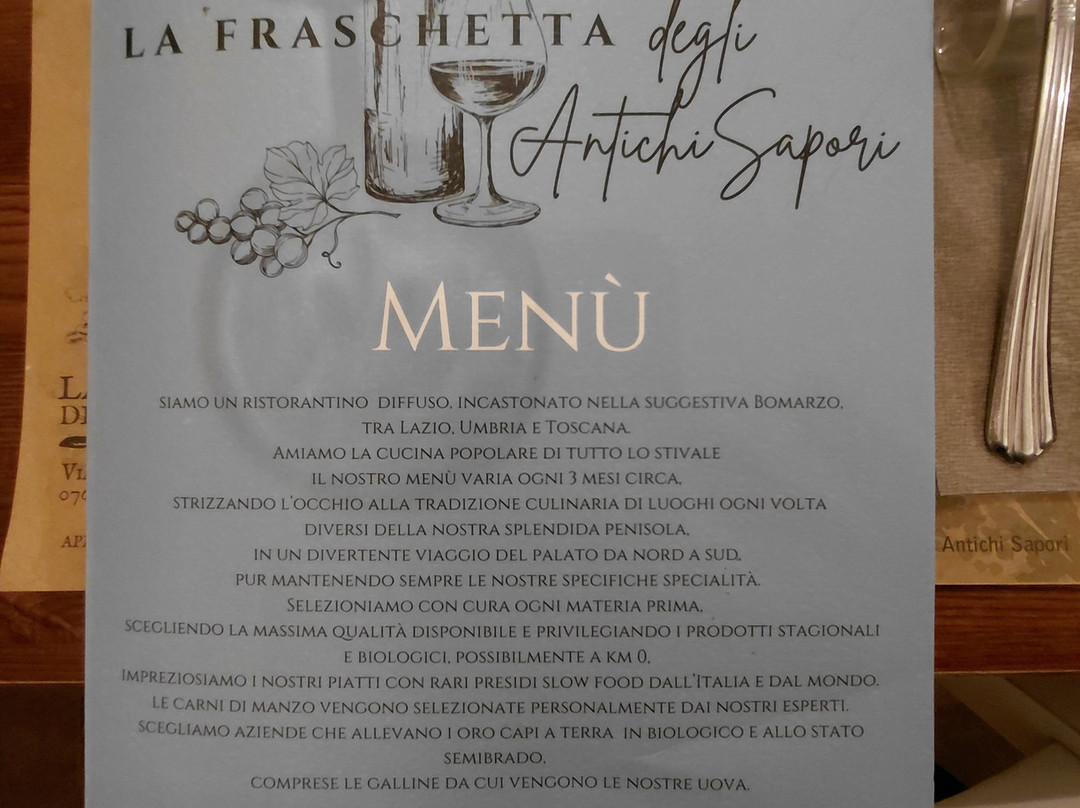 LA FRASCHETTA degli
Antichi Sapori
MENÙ
SIAMO UN RISTORANTINO DIFFUSO, INCASTONATO NELLA SUGGESTIVA BOMARZO,
TRA LAZIO, UMBRIA E TOSCANA.
AMIAMO LA CUCINA POPOLARE DI TUTTO LO STIVALE
IL NOSTRO MENÙ VARIA OGNI 3 MESI CIRCA,
STRIZZANDO L'OCCHIO ALLA TRADIZIONE CULINARIA DI LUOGHI OGNI VOLTA
DIVERSI DELLA NOSTRA SPLENDIDA PENISOLA,
IN UN DIVERTENTE VIAGGIO DEL PALATO DA NORD A SUD,
PUR MANTENENDO SEMPRE LE NOSTRE SPECIFICHE SPECIALITÀ.
SELEZIONIAMO CON CURA OGNI MATERIA PRIMA,
SCEGLIENDO LA MASSIMA QUALITÀ DISPONIBILE E PRIVILEGIANDO I PRODOTTI STAGIONALI
E BIOLOGICI, POSSIBILMENTE A KM 0,
IMPREZIOSIAMO I NOSTRI PIATTI CON RARI PRESIDI SLOW FOOD DALL'ITALIA E DAL MONDO.
LE CARNI DI MANZO VENGONO SELEZIONATE PERSONALMENTE DAI NOSTRI ESPERTI.
SCEGLIAMO AZIENDE CHE ALLEVANO I ORO CAPI A TERRA IN BIOLOGICO E ALLO STATO
SEMIBRADO,
COMPRESE LE GALLINE DA CUI VENGONO LE NOSTRE UOVA.
Antichi Sapori